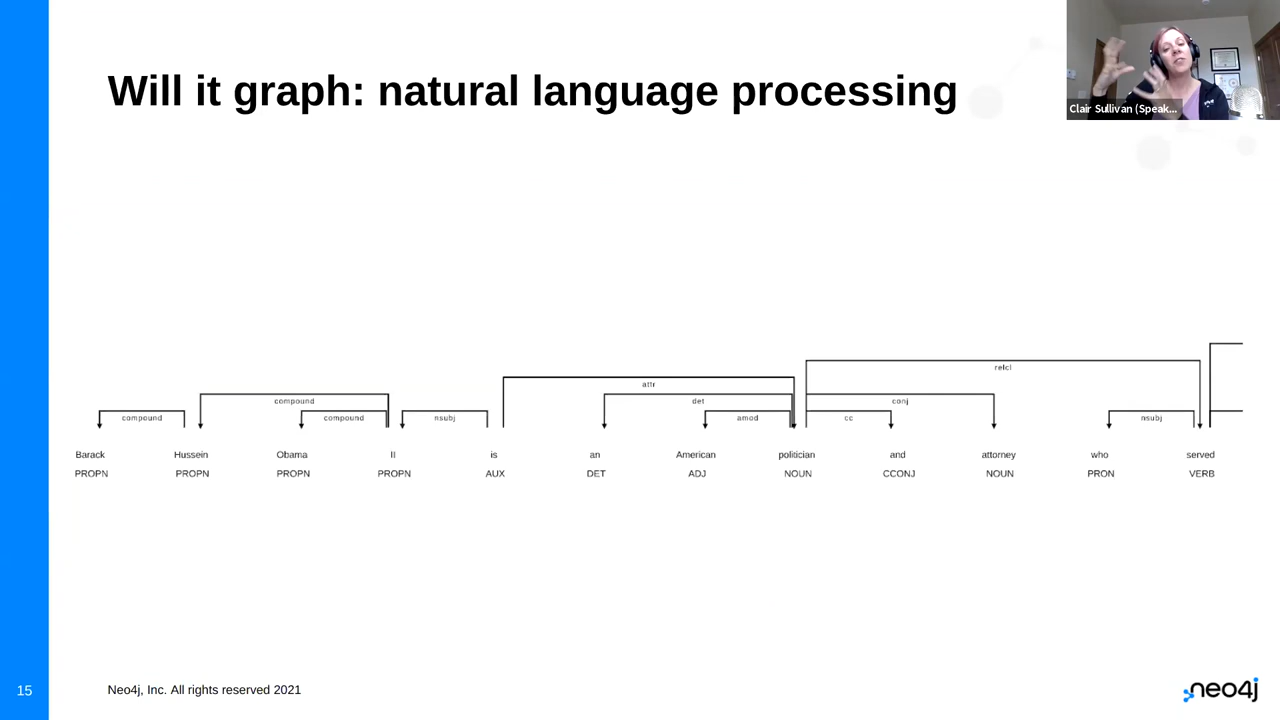 Will it graph: natural language processing
Clair Sullivan (Speak...
relcl
attr
compound det conj
compound compound nsubj amod cc nsubj
Barack Hussein Obama II is an American politician and attorney who served
PROPN PROPN PROPN PROPN AUX DET ADJ NOUN CCONJ NOUN PRON VERB
15
Neo4j, Inc. All rights reserved 2021
neo4j